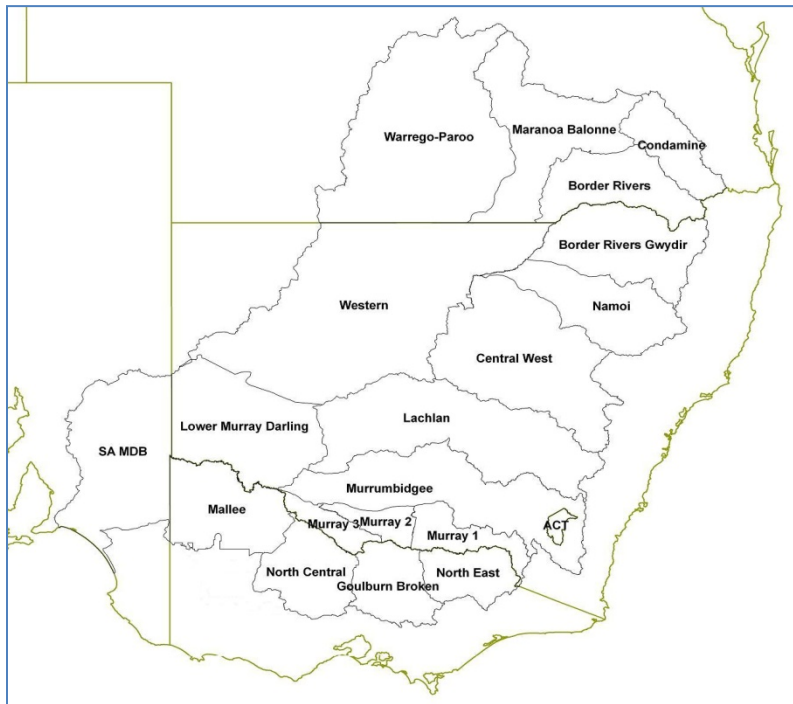 Warrego-Paroo
Maranoa Balonne
Condamine
Border Rivers
Border Rivers Gwydir
Western
Namoi
Central West
Lachlan
Lower Murray Darling
SA MDB
Murrumbidgee
Mallee
Murray 3
Murray 2
Murray 1
ACT
North Central
Goulburn Broken
North East